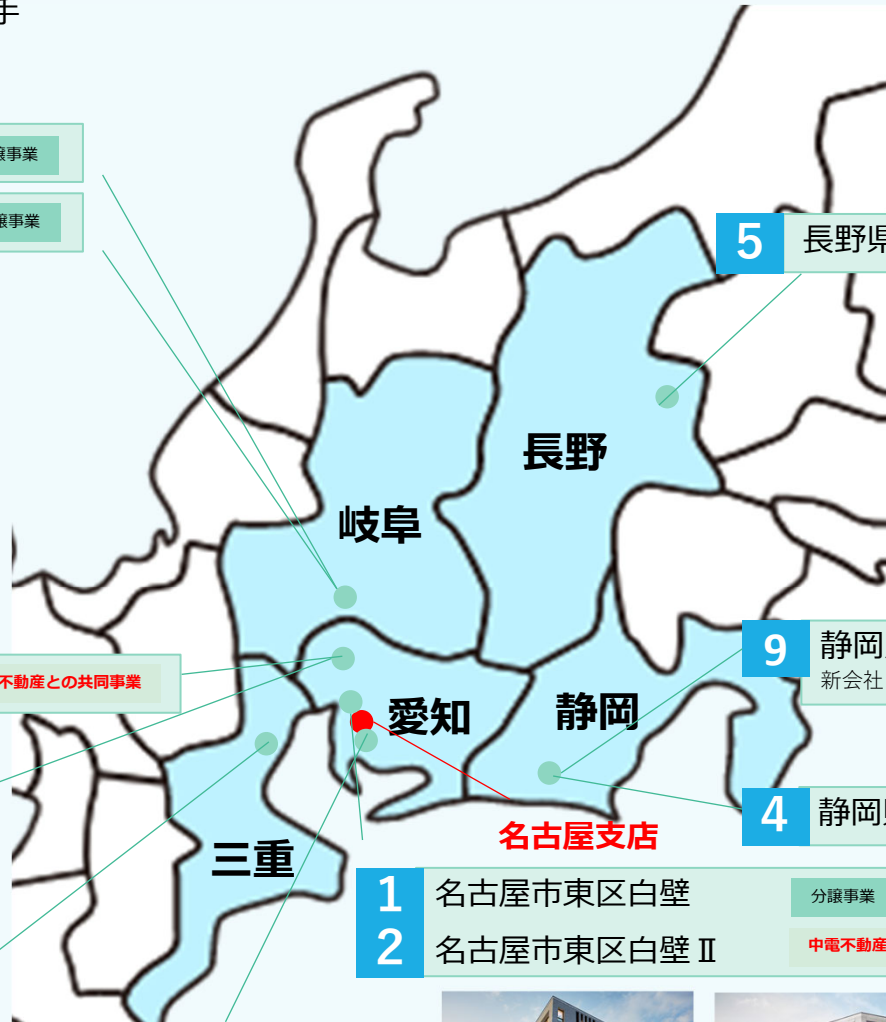 手
譲事業
譲事業
5 長野県
長野
岐阜
9 静岡
新会社
不動産との共同事業
愛知
静岡
4 静岡県
名古屋支店
三重
1 名古屋市東区白壁 分譲事業
2 名古屋市東区白壁Ⅱ 中電不動産